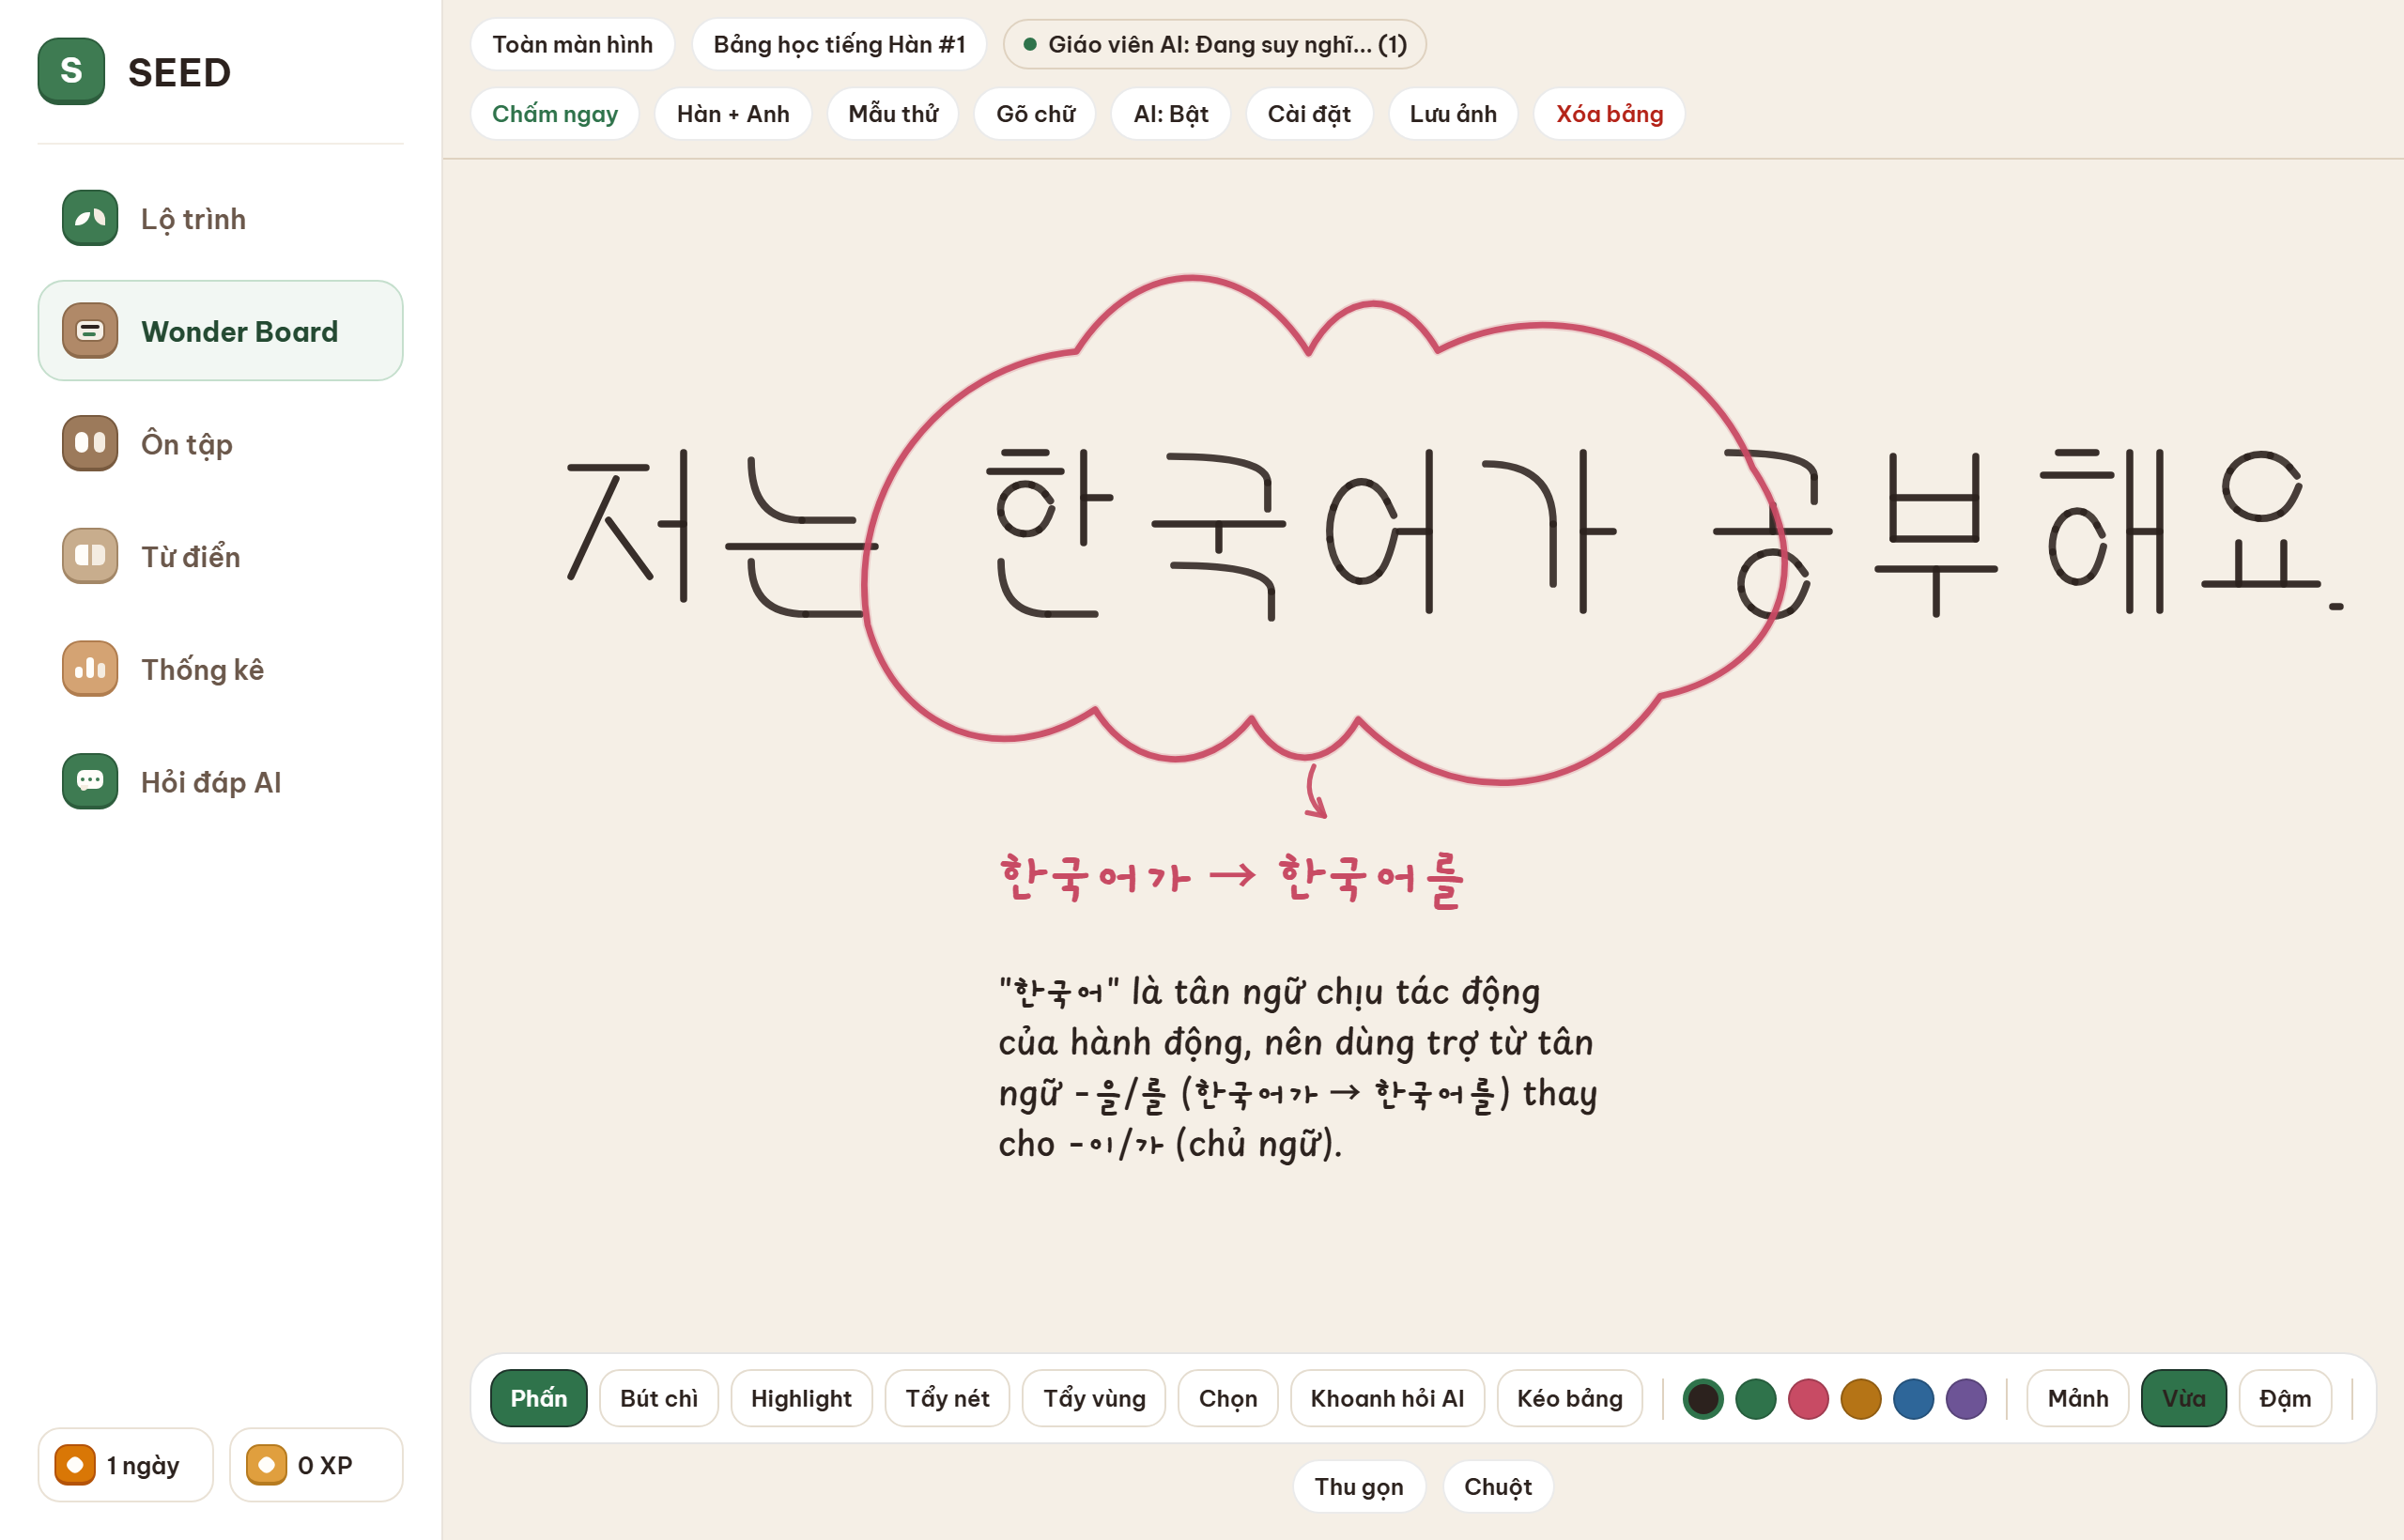 S SEED
Lộ trình
Wonder Board
Ôn tập
Từ điển
Thống kê
Hỏi đáp AI
1 ngày 0 XP
Toàn màn hình Bảng học tiếng Hàn #1 Giáo viên AI: Đang suy nghĩ... (1)
Chấm ngay Hàn + Anh Mẫu thử Gõ chữ AI: Bật Cài đặt Lưu ảnh Xóa bảng
저는 한국어가 공부해요.
한국어가 → 한국어를
"한국어" là tân ngữ chịu tác động
của hành động, nên dùng trợ từ tân
ngữ -을/를 (한국어가 → 한국어를) thay
cho -이/가 (chủ ngữ).
Phấn Bút chì Highlight Tẩy nét Tẩy vùng Chọn Khoanh hỏi AI Kéo bảng Mảnh Vừa Đậm
Thu gọn Chuột